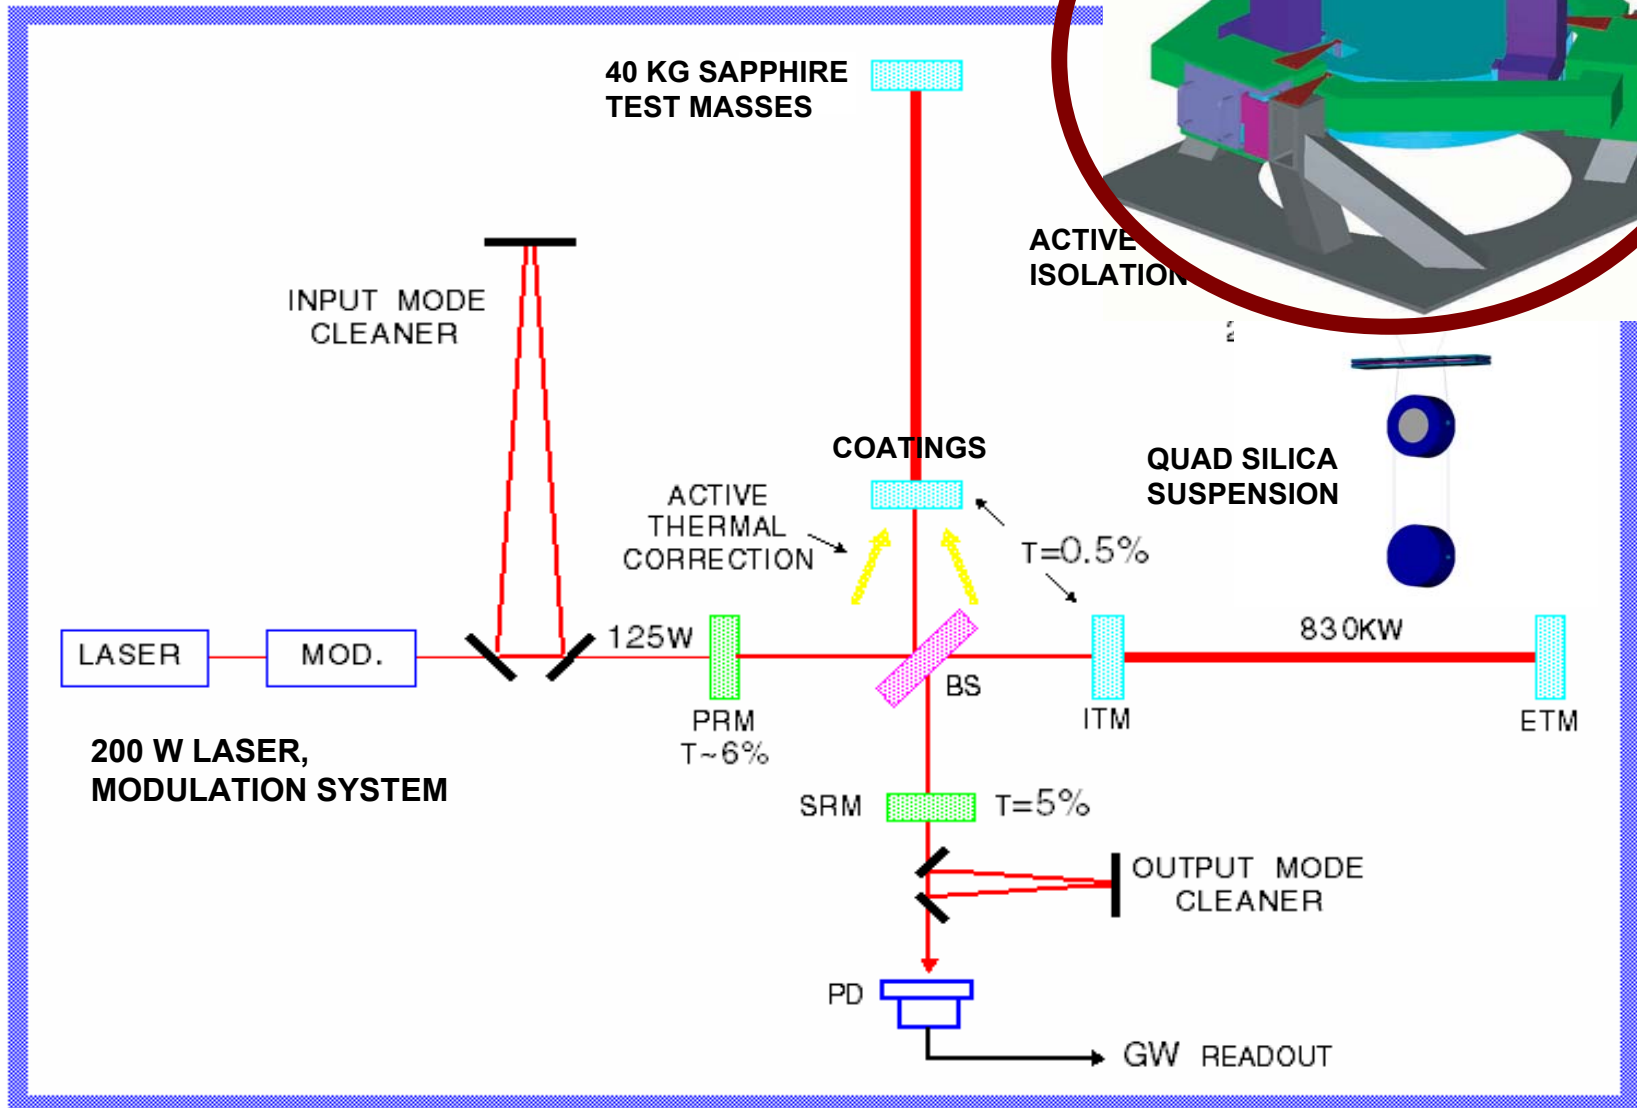 40 KG SAPPHIRE
TEST MASSES
ACTIVE
ISOLATION
INPUT MODE
CLEANER
COATINGS
QUAD SILICA
SUSPENSION
ACTIVE
THERMAL
CORRECTION
T=0.5%
LASER
MOD.
125W
830KW
BS
PRM
T~6%
ITM
ETM
200 W LASER,
MODULATION SYSTEM
SRM
T=5%
OUTPUT MODE
CLEANER
PD
GW READOUT